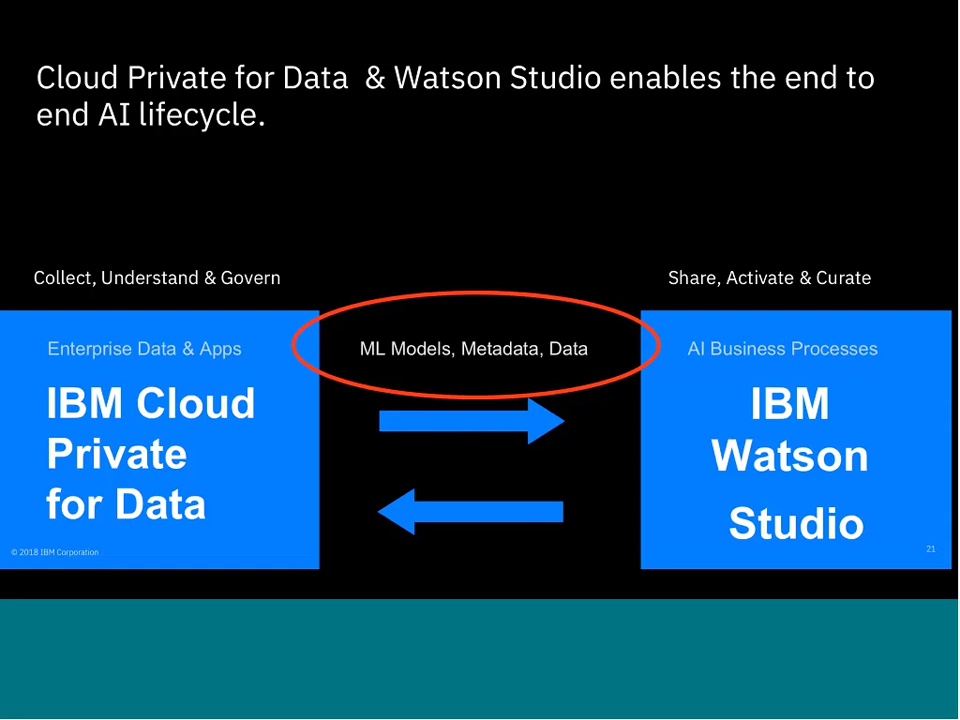 Cloud Private for Data & Watson Studio enables the end to
end AI lifecycle.
Collect, Understand & Govern
Share, Activate & Curate
Enterprise Data & Apps
ML Models, Metadata, Data
AI Business Processes
IBM Cloud
Private
for Data
IBM
Watson
Studio
© 2018 IBM Corporation
21